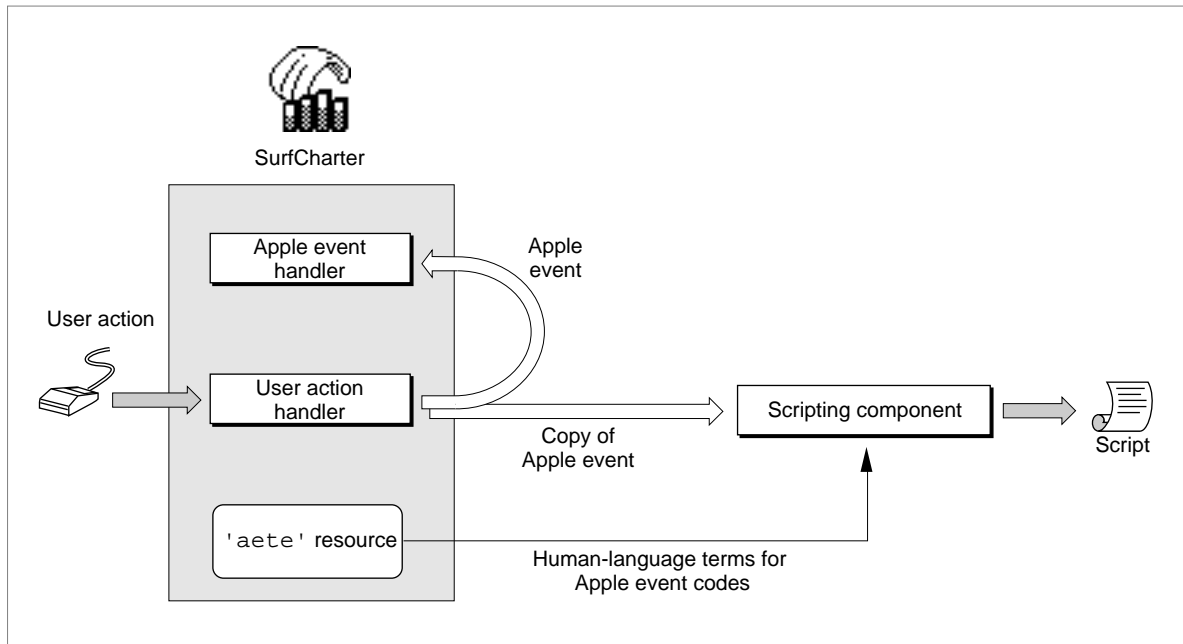 SurfCharter
Apple event
handler
Apple
event
User action
User action
handler
Scripting component
Copy of
Apple event
Script
'aete' resource
Human-language terms for
Apple event codes